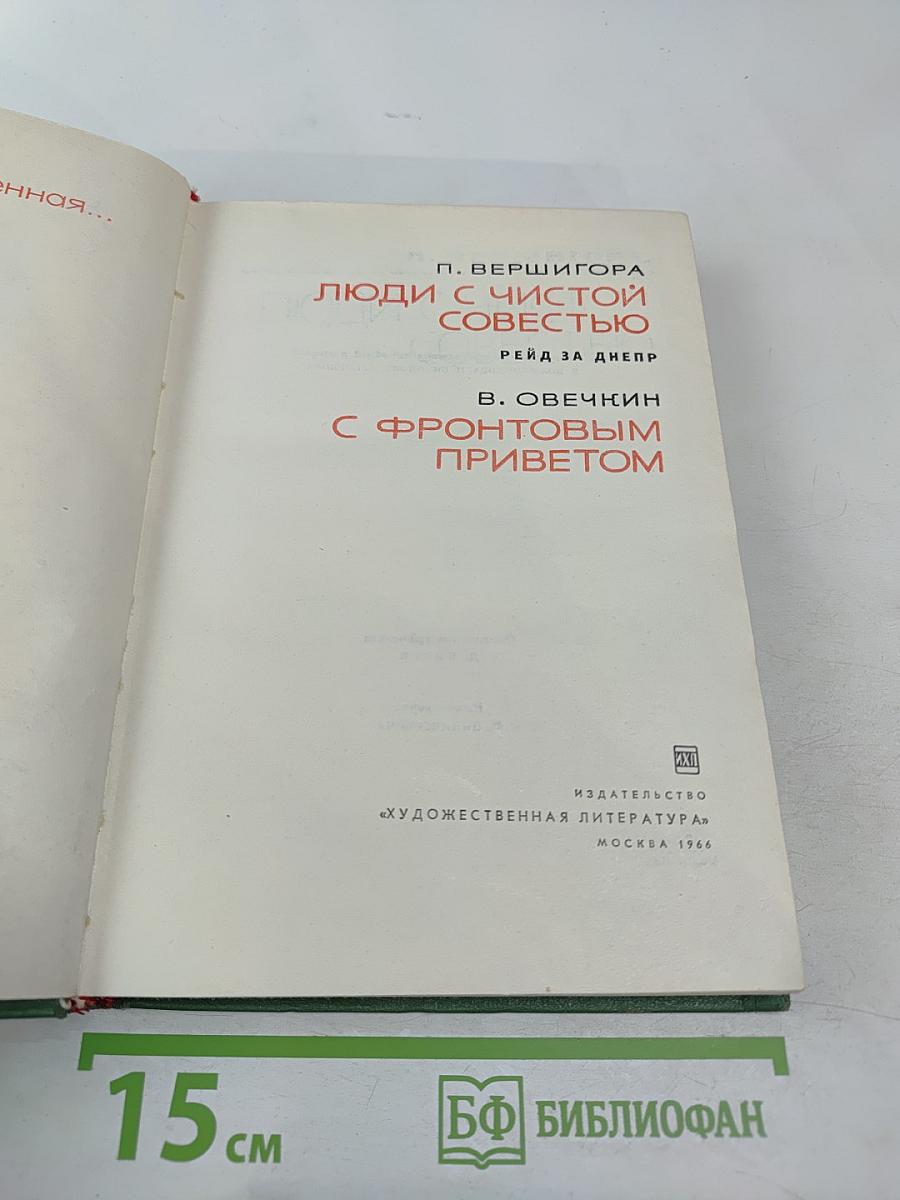 енная...
П. ВЕРШИГОРА
ЛЮДИ С ЧИСТОЙ
СОВЕСТЬЮ
РЕЙД ЗА ДНЕПР
В. ОВЕЧКИН
С ФРОНТОВЫМ
ПРИВЕТОМ
ИХЛ
ИЗДАТЕЛЬСТВО
«ХУДОЖЕСТВЕННАЯ ЛИТЕРАТУРА»
МОСКВА 1966
15 см
БФ БИБЛИОФАН